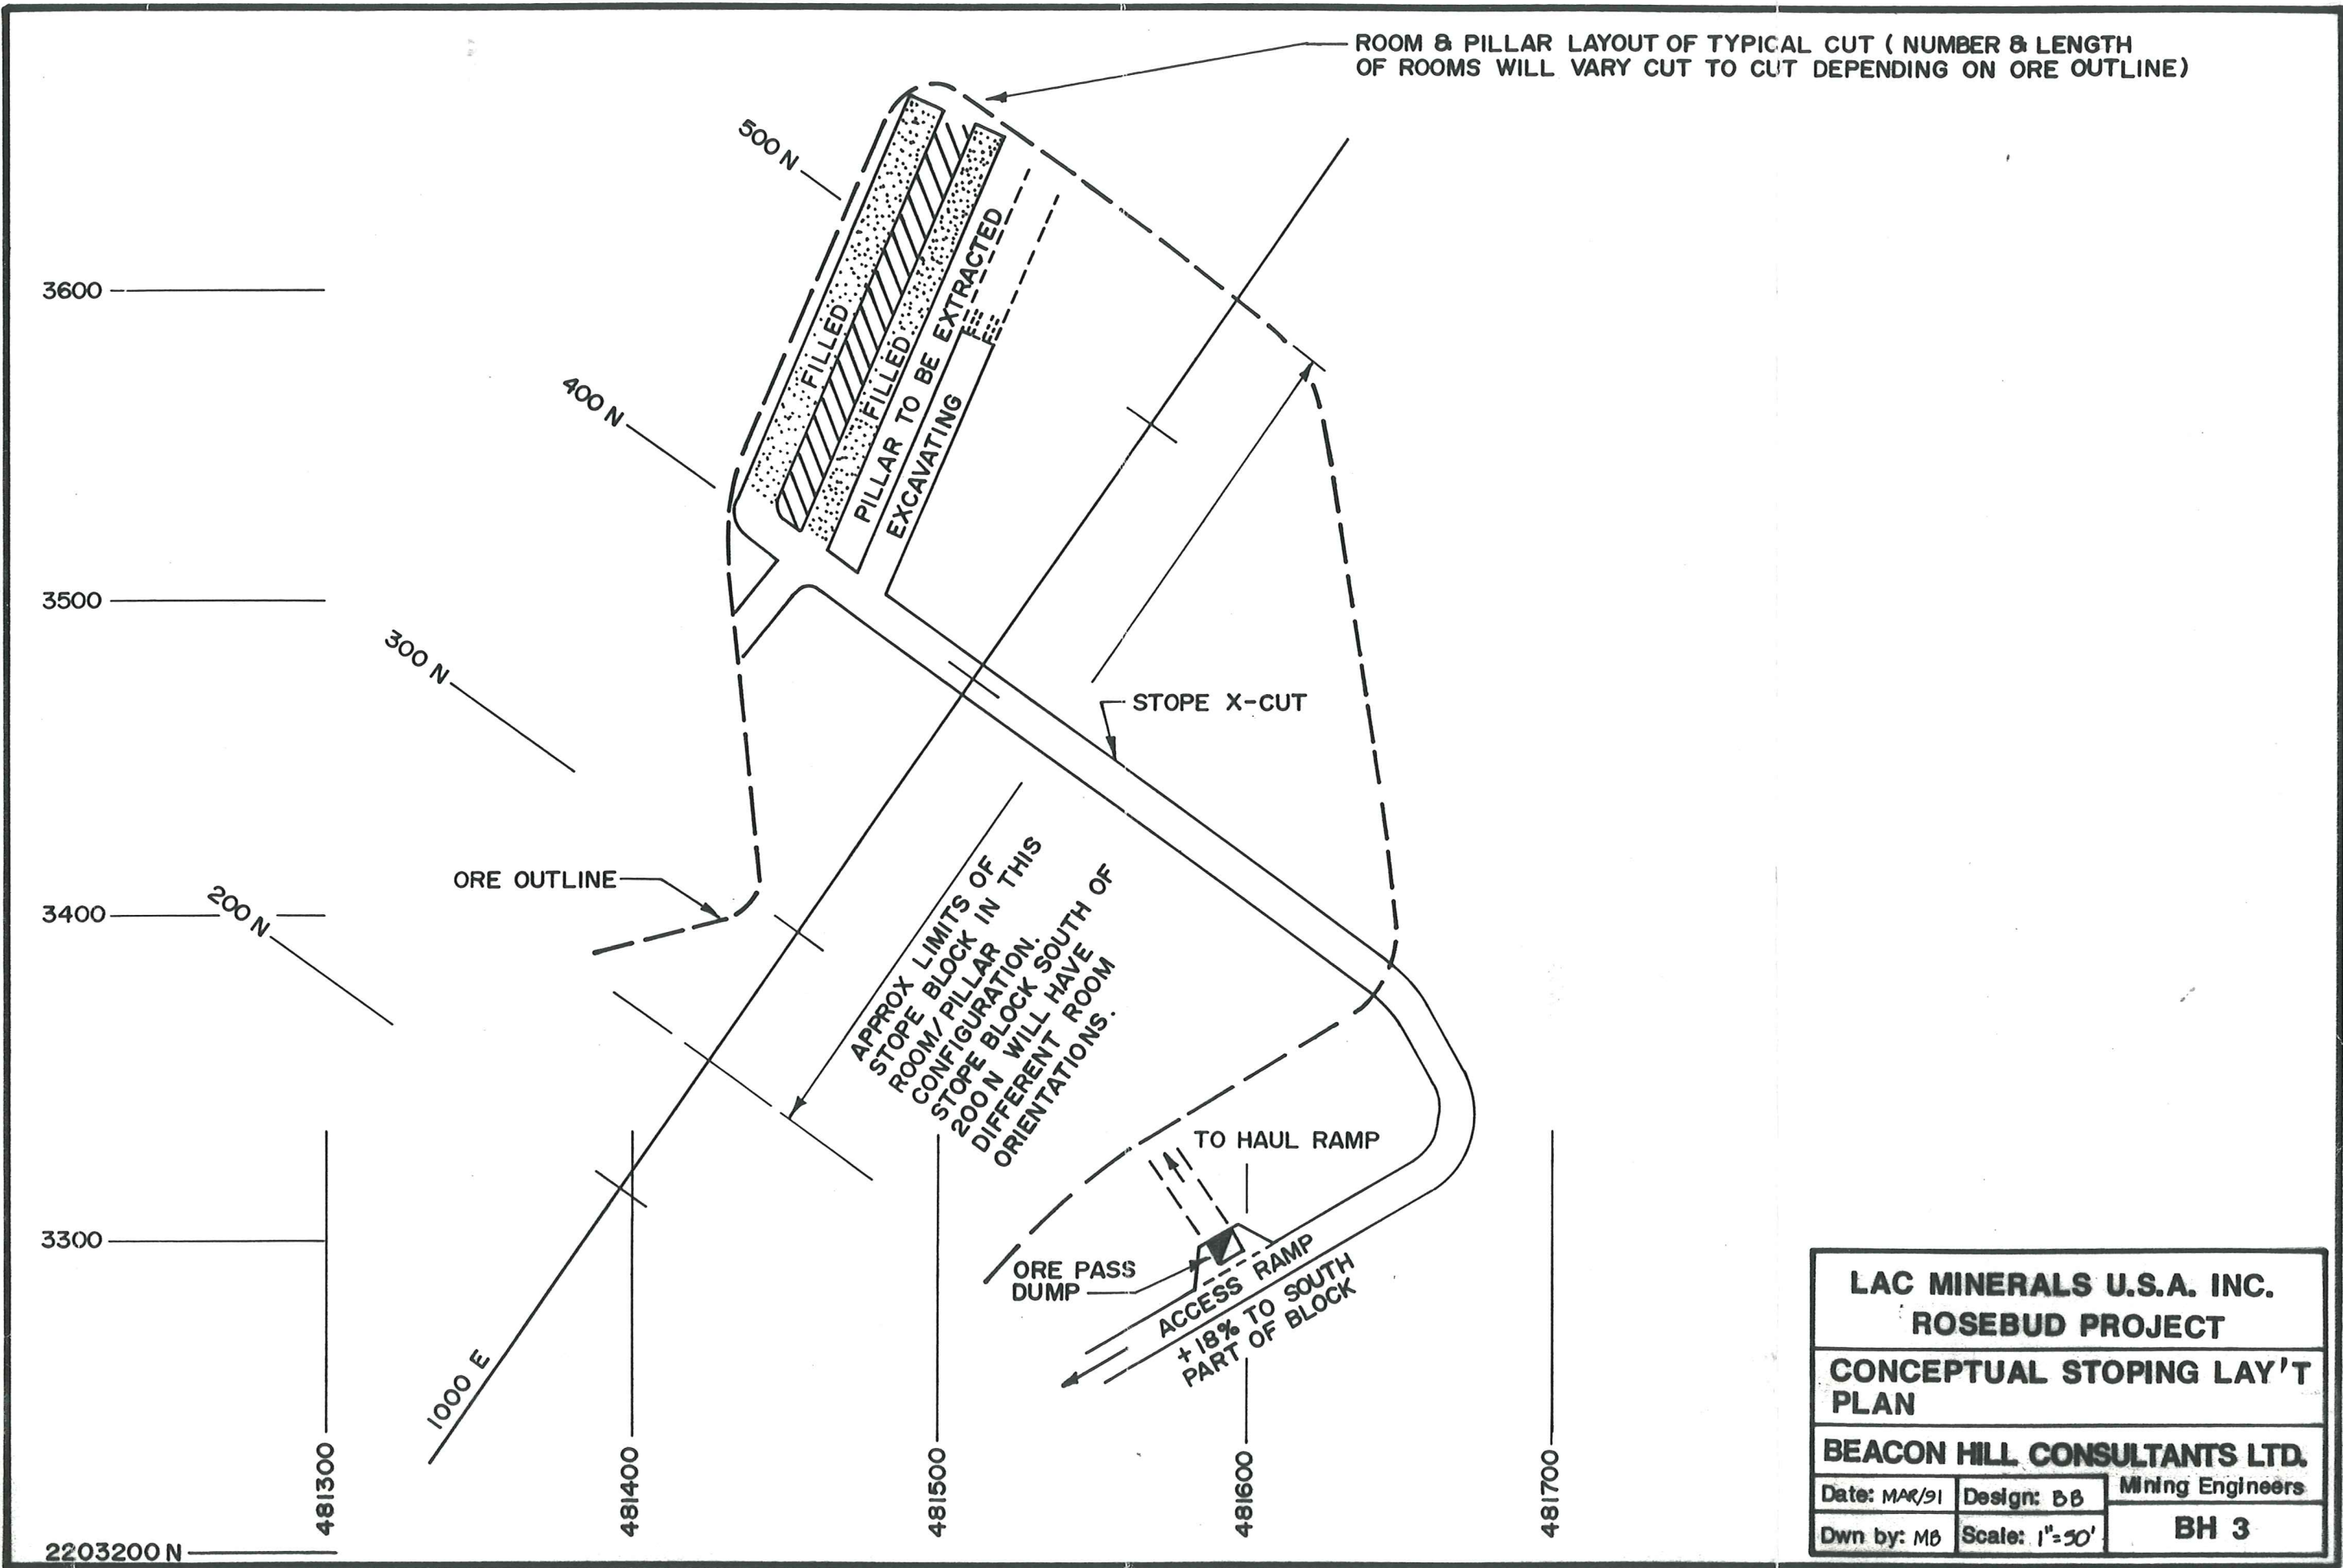 ROOM & PILLAR LAYOUT OF TYPICAL CUT ( NUMBER & LENGTH
OF ROOMS WILL VARY CUT TO CUT DEPENDING ON ORE OUTLINE)
500 N
400 N
300 N
200 N
3600
3500
3400
3300
2203200 N
FILLED
FILLED
PILLAR TO BE EXTRACTED
EXCAVATING
STOPE X-CUT
ORE OUTLINE
APPROX LIMITS OF
STOPE BLOCK IN THIS
ROOM/PILLAR
CONFIGURATION.
STOPE BLOCK SOUTH OF
200 N WILL HAVE
DIFFERENT ROOM
ORIENTATIONS.
TO HAUL RAMP
ORE PASS
DUMP
ACCESS RAMP
+18% TO SOUTH
PART OF BLOCK
1000 E
481300
481400
481500
481600
481700
LAC MINERALS U.S.A. INC.
ROSEBUD PROJECT
CONCEPTUAL STOPING LAY'T
PLAN
BEACON HILL CONSULTANTS LTD.
Mining Engineers
Date: MAR/91
Design: BB
Dwn by: MB
Scale: 1"=50'
BH 3